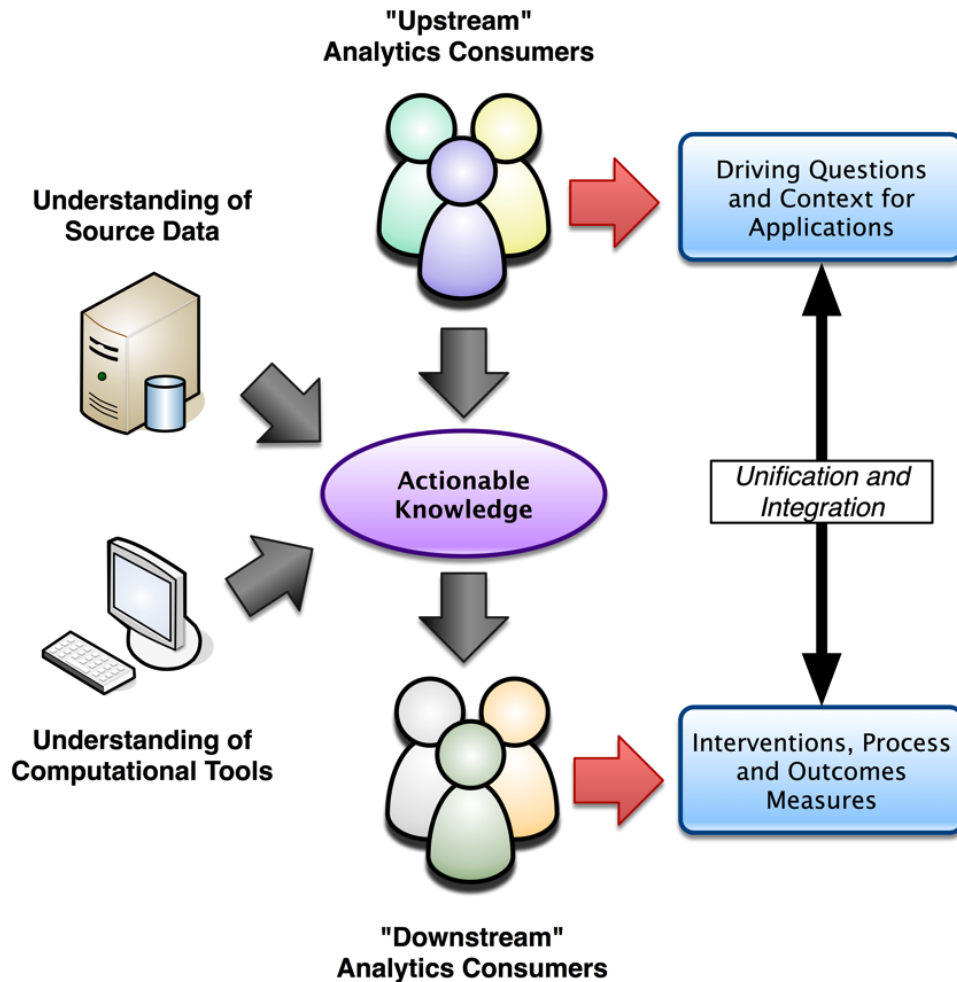 "Upstream"
Analytics Consumers
Driving Questions
and Context for
Applications
Understanding of
Source Data
Actionable
Knowledge
Unification and
Integration
Understanding of
Computational Tools
Interventions, Process
and Outcomes
Measures
"Downstream"
Analytics Consumers